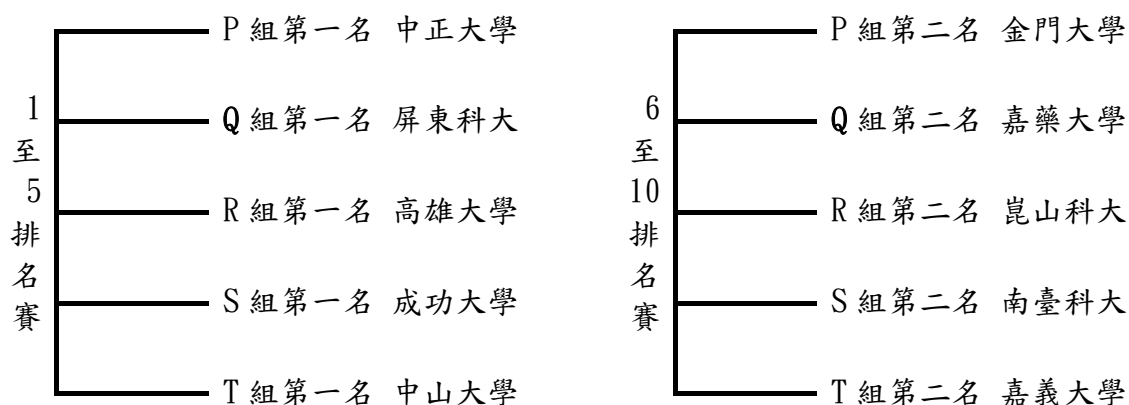 1至5排名賽
P組第一名 中正大學
Q組第一名 屏東科大
R組第一名 高雄大學
S組第一名 成功大學
T組第一名 中山大學
6至10排名賽
P組第二名 金門大學
Q組第二名 嘉藥大學
R組第二名 崑山科大
S組第二名 南臺科大
T組第二名 嘉義大學